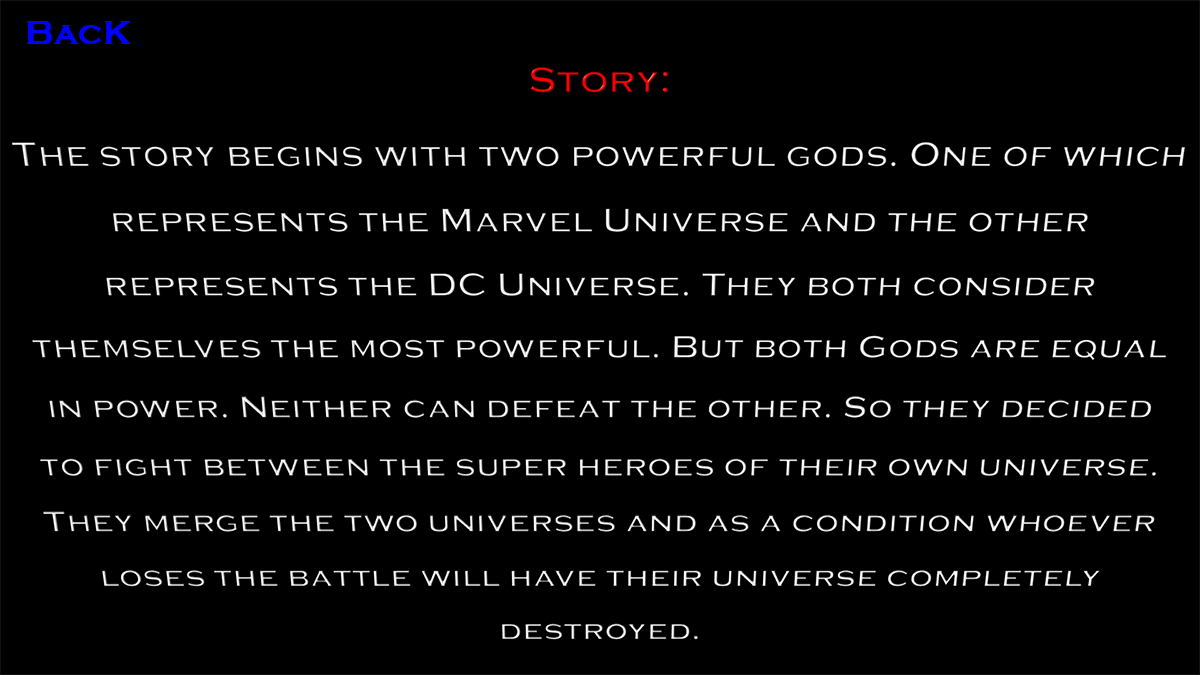 Back
Story:
The story begins with two powerful gods. One of which
represents the Marvel Universe and the other
represents the DC Universe. They both consider
themselves the most powerful. But both Gods are equal
in power. Neither can defeat the other. So they decided
to fight between the super heroes of their own universe.
They merge the two universes and as a condition whoever
loses the battle will have their universe completely
destroyed.